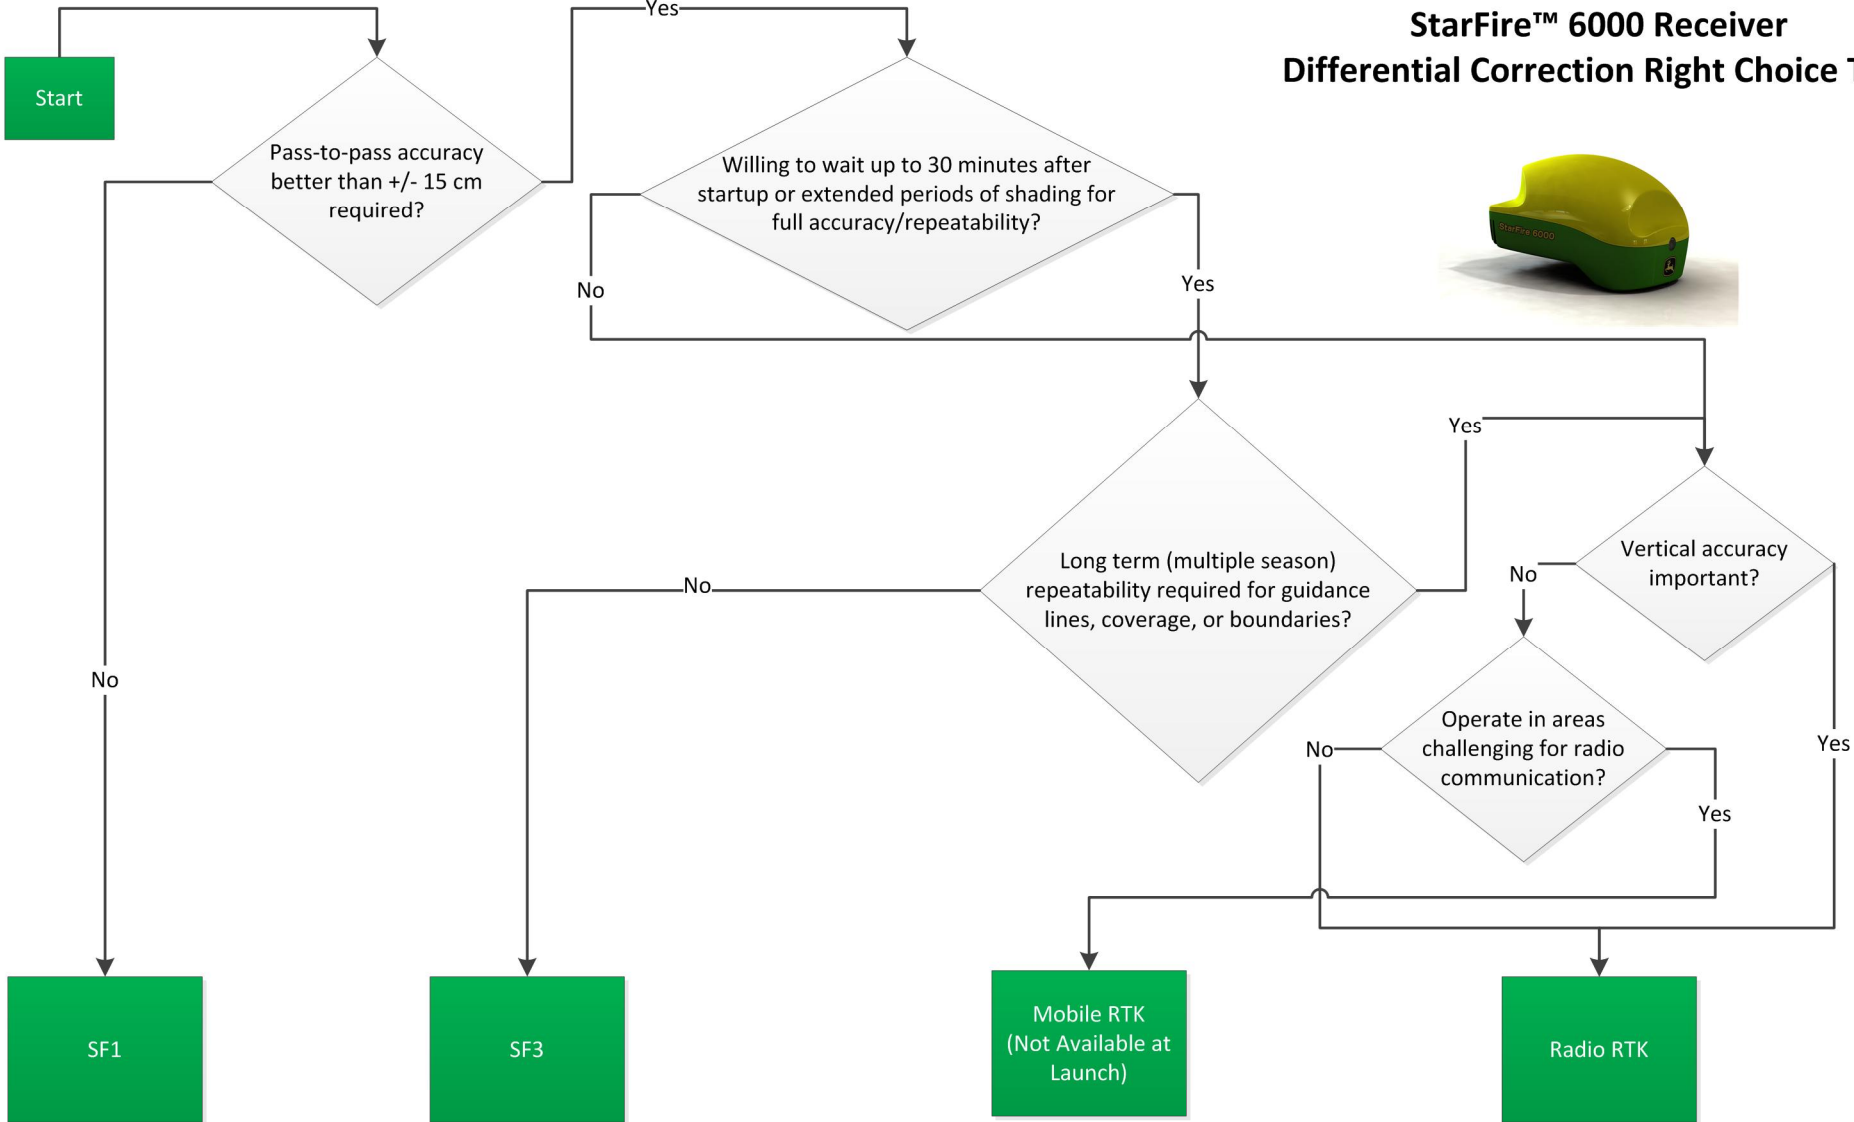 StarFire™ 6000 Receiver
Differential Correction Right Choice
Start
Yes
Pass-to-pass accuracy
better than +/- 15 cm
required?
Willing to wait up to 30 minutes after
startup or extended periods of shading for
full accuracy/repeatability?
StarFire 6000
No
Yes
Yes
Long term (multiple season)
repeatability required for guidance
lines, coverage, or boundaries?
No
Vertical accuracy
important?
No
No
Operate in areas
challenging for radio
communication?
No
Yes
Yes
SF1
SF3
Mobile RTK
(Not Available at
Launch)
Radio RTK